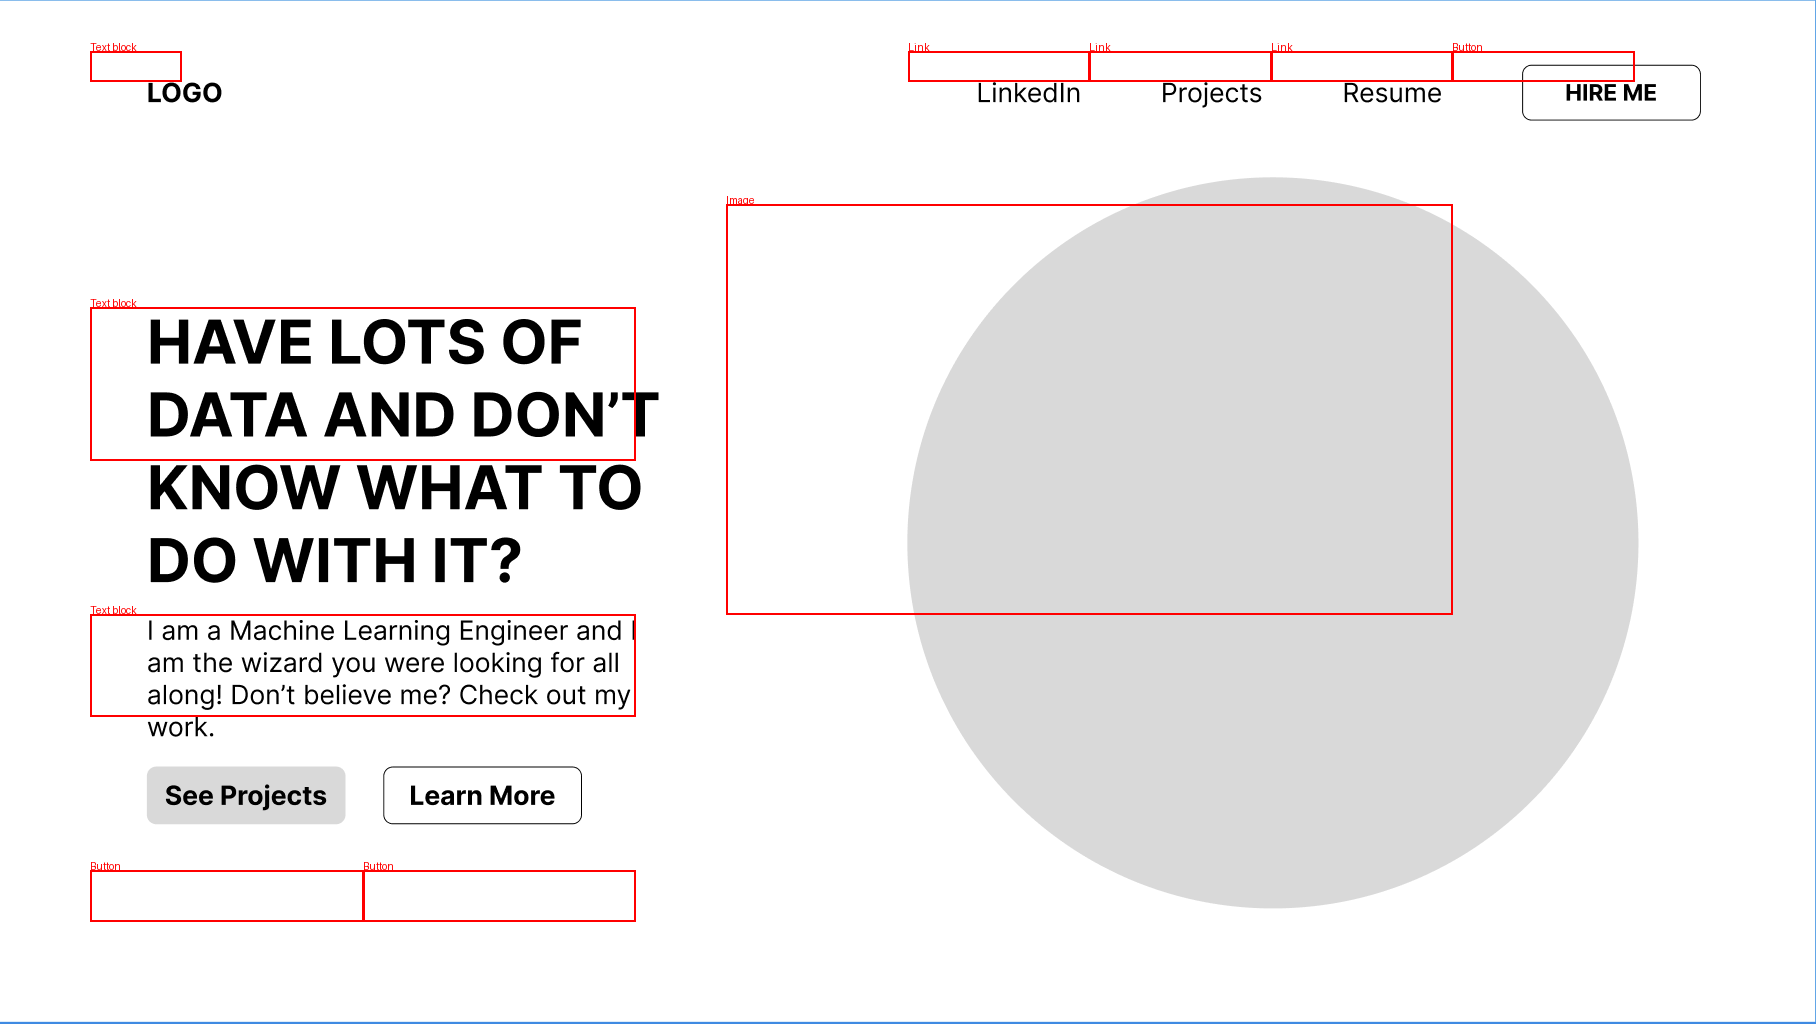 Text block
LOGO
Link
LinkedIn
Link
Projects
Link
Resume
Button
HIRE ME
Image
Text block
HAVE LOTS OF
DATA AND DON’T
KNOW WHAT TO
DO WITH IT?
Text block
I am a Machine Learning Engineer and I
am the wizard you were looking for all
along! Don’t believe me? Check out my
work.
See Projects
Learn More
Button
Button